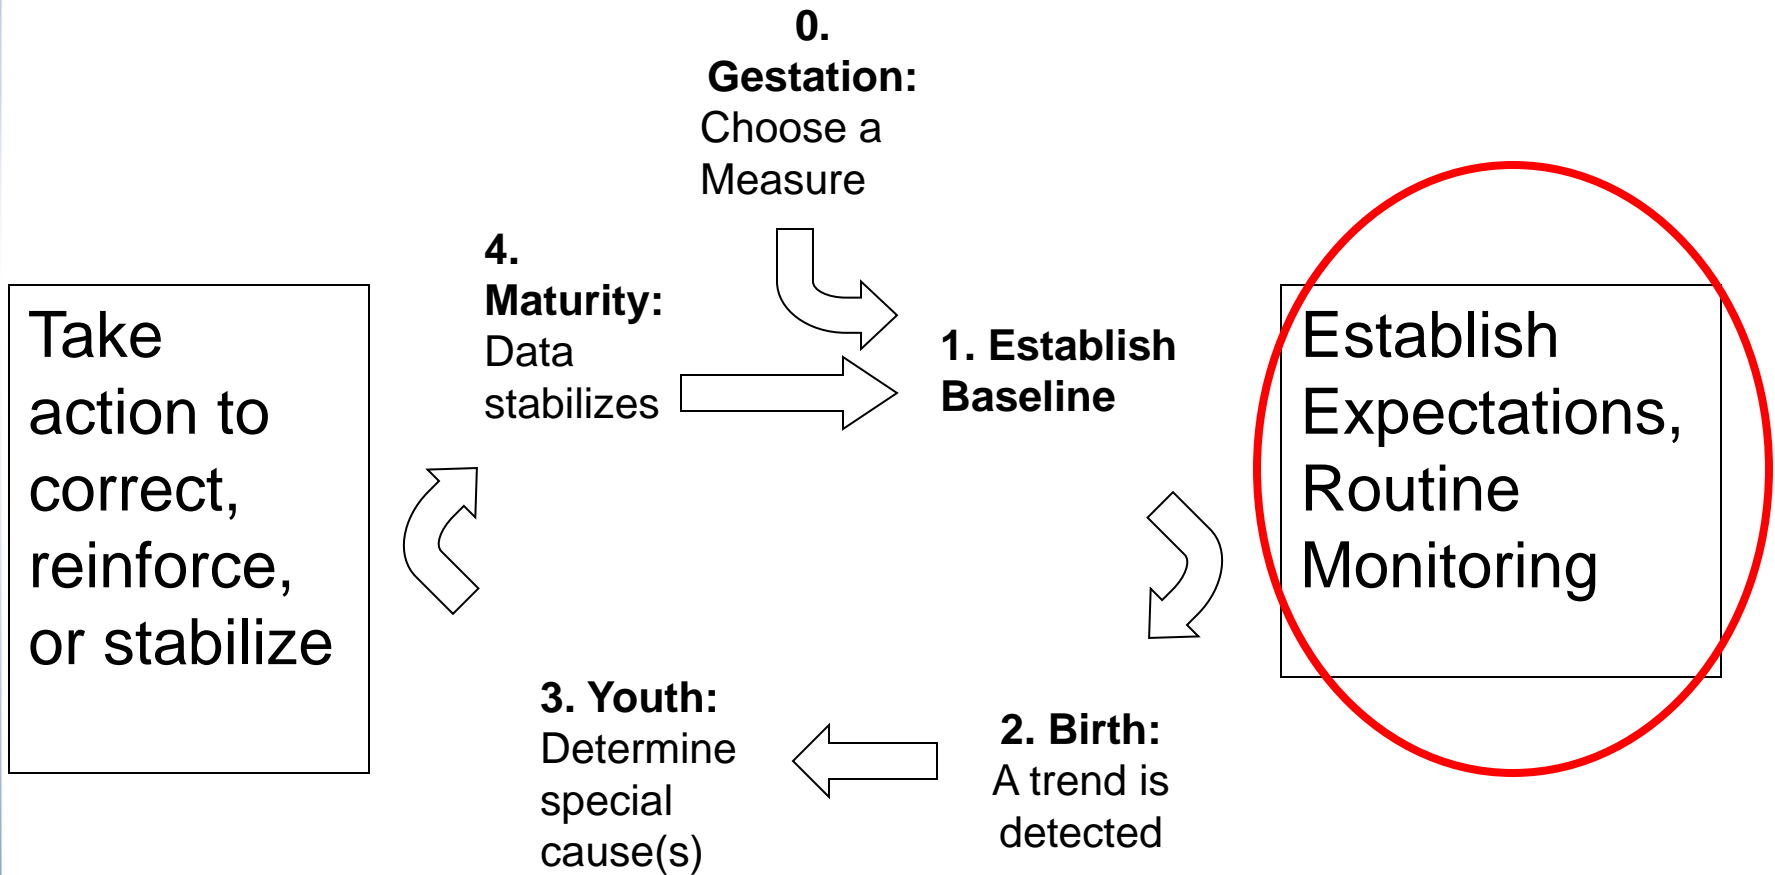 0.
Gestation:
Choose a
Measure
4.
Maturity:
Data
stabilizes
1. Establish
Baseline
Take
action to
correct,
reinforce,
or stabilize
Establish
Expectations,
Routine
Monitoring
3. Youth:
Determine
special
cause(s)
2. Birth:
A trend is
detected